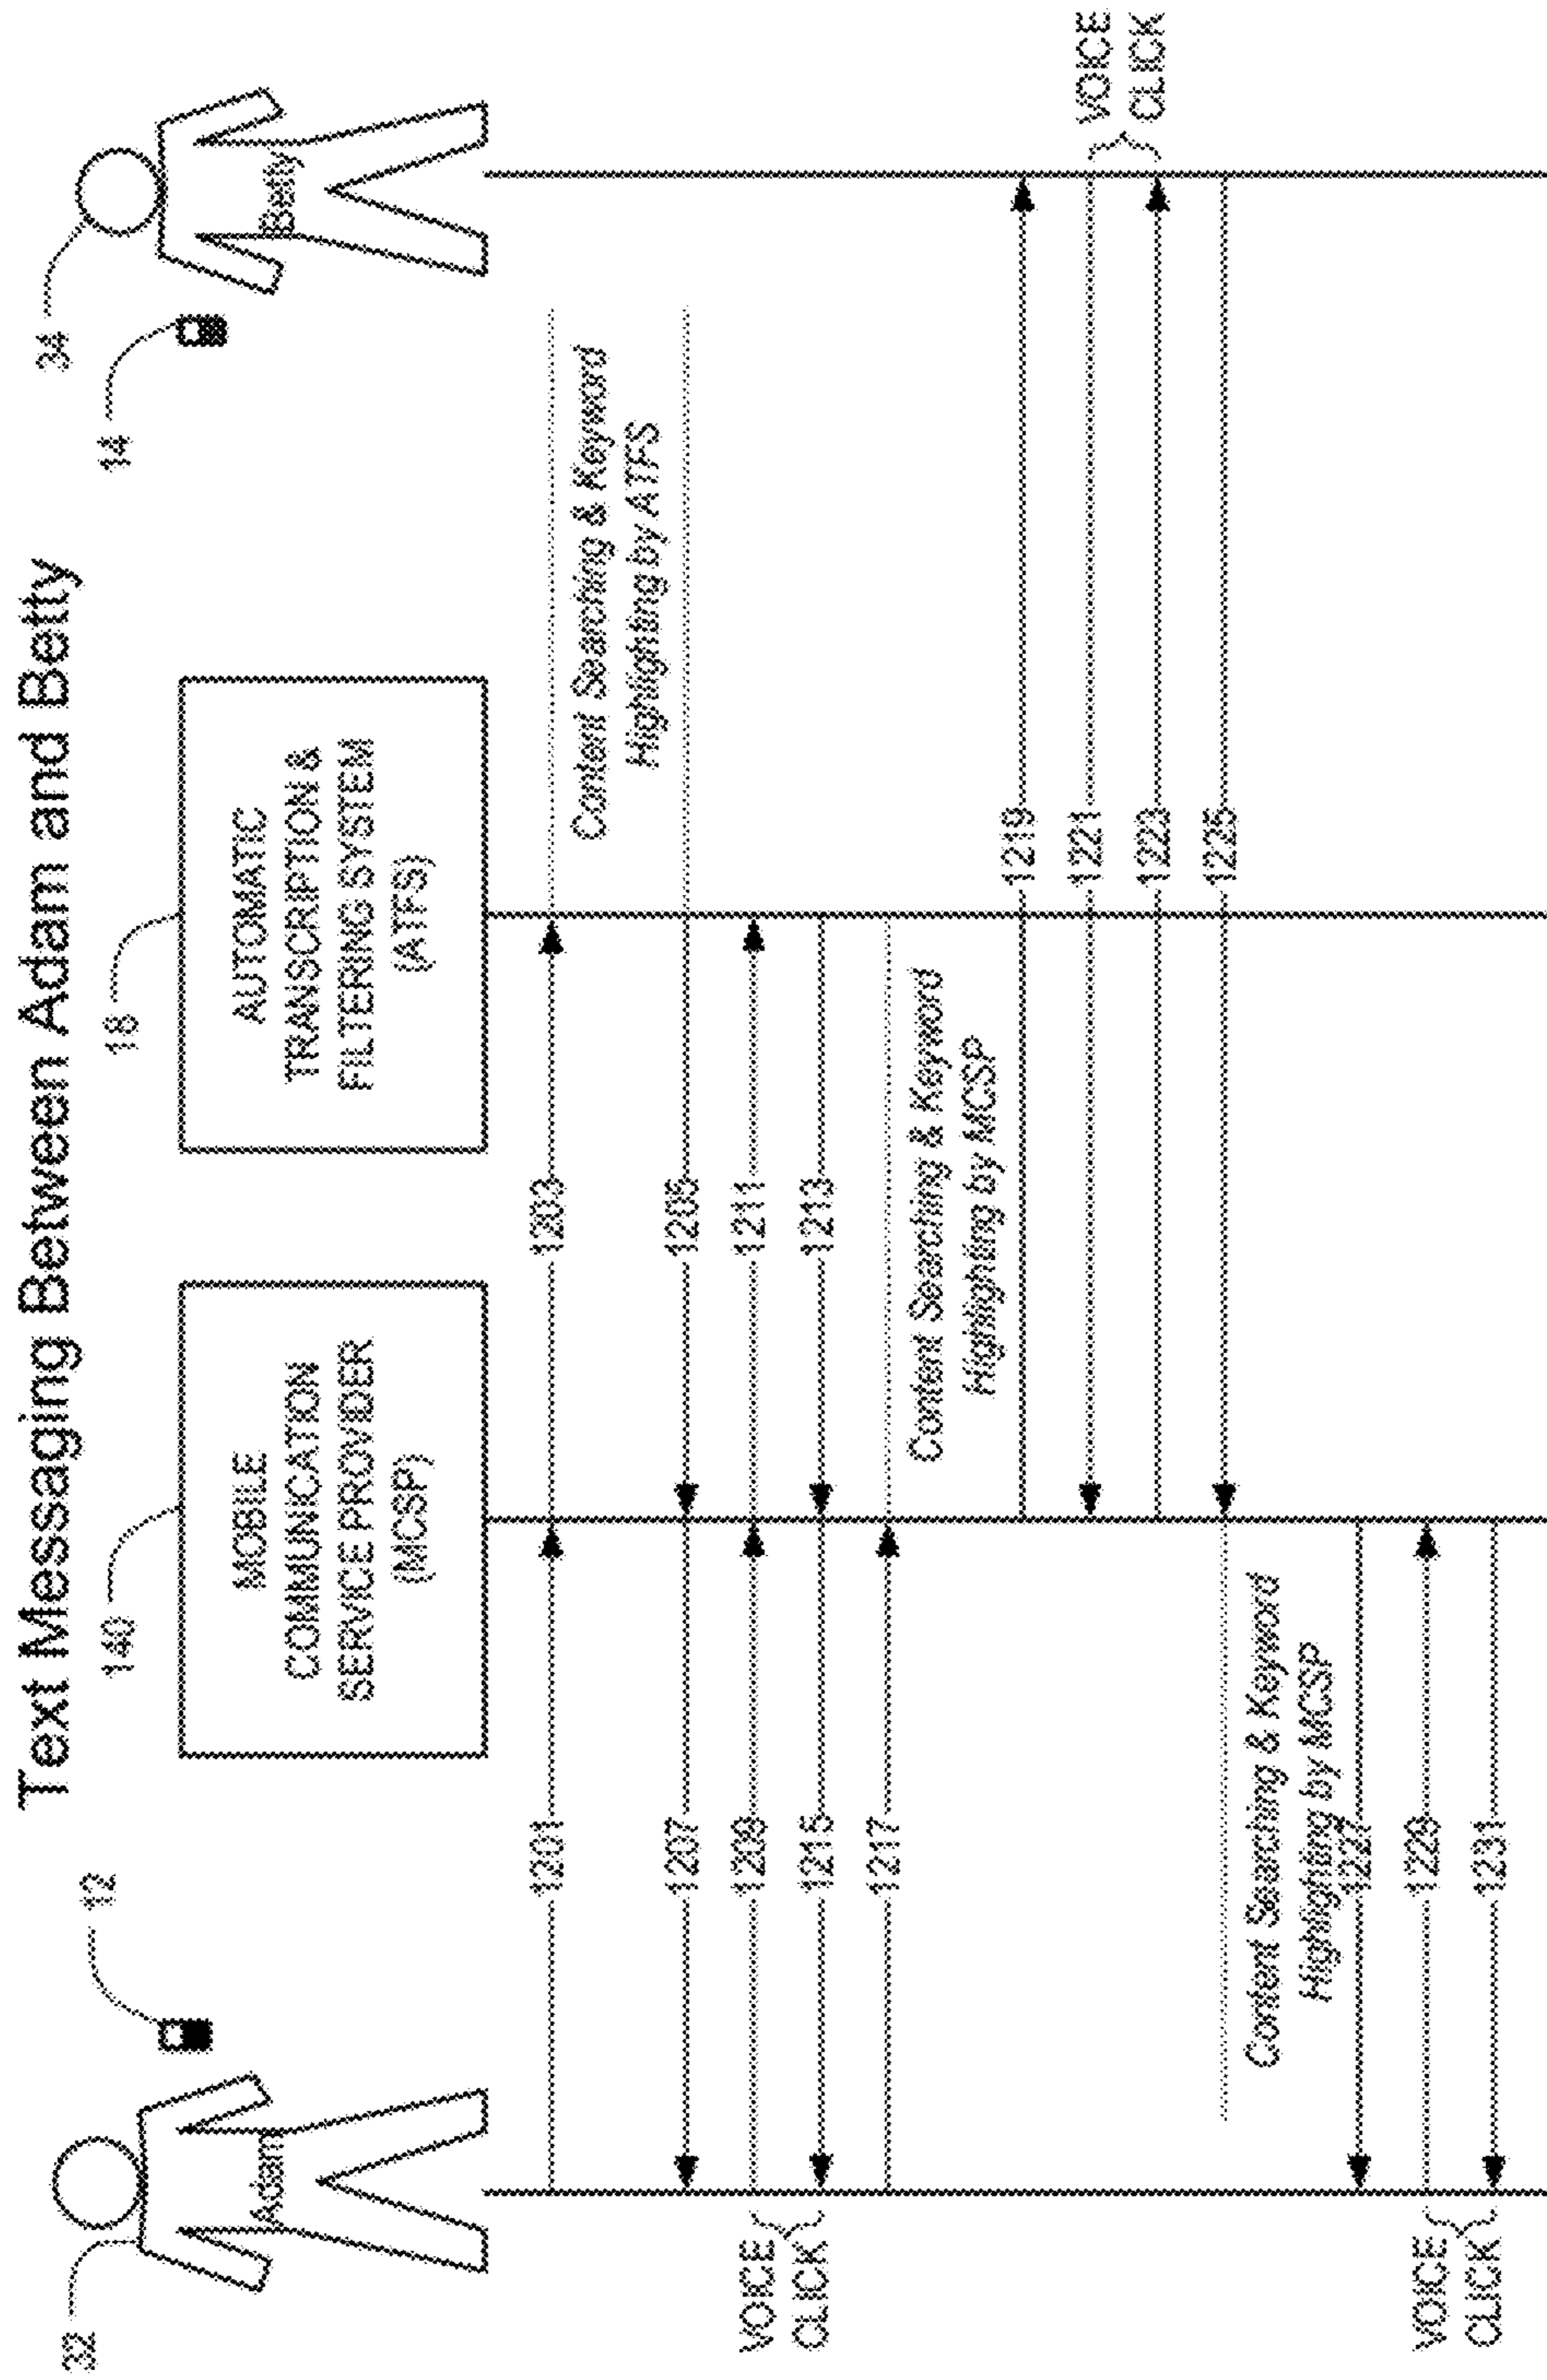 Text Messaging Between Adam and Betty
32
12
140
18
14
34
Adam
MOBILE
COMMUNICATION
SERVICE PROVIDER
(MCSP)
AUTOMATIC
TRANSCRIPTION &
FILTERING SYSTEM
(ATFS)
Betty
1201
1203
Content Searching & Keyword
Highlighting by ATFS
1207
1205
VOICE
CLICK
1209
1211
1215
1213
1217
Content Searching & Keyword
Highlighting by MCSP
1219
1221
VOICE
CLICK
1223
1225
Content Searching & Keyword
Highlighting by MCSP
1227
VOICE
CLICK
1229
1231